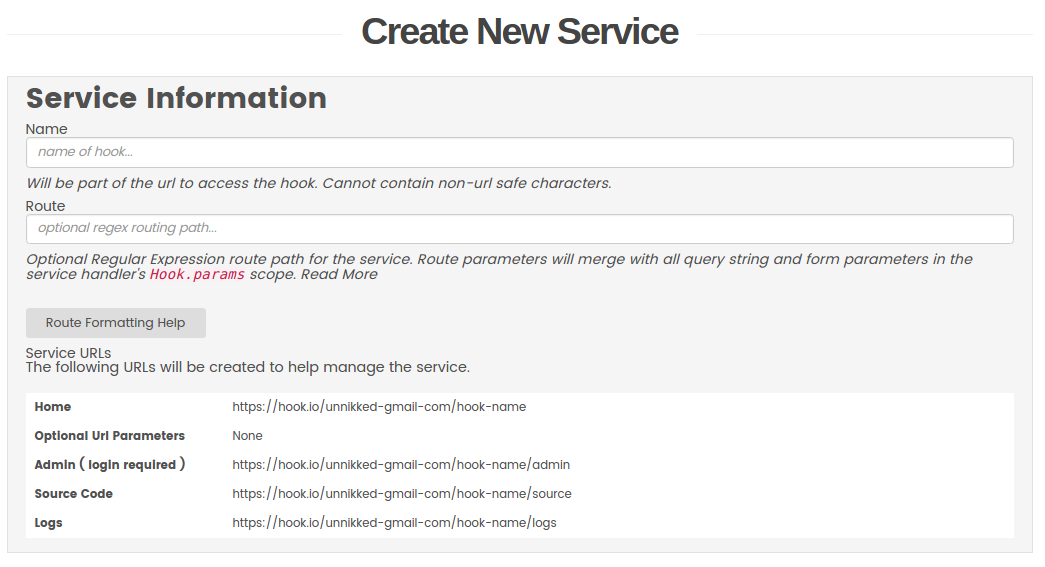 Create New Service
Service Information
Name
name of hook...
Will be part of the url to access the hook. Cannot contain non-url safe characters.
Route
optional regex routing path...
Optional Regular Expression route path for the service. Route parameters will merge with all query string and form parameters in the
service handler's Hook.params scope. Read More
Route Formatting Help
Service URLs
The following URLs will be created to help manage the service.
Home https://hook.io/unnikked-gmail-com/hook-name
Optional Url Parameters None
Admin ( login required ) https://hook.io/unnikked-gmail-com/hook-name/admin
Source Code https://hook.io/unnikked-gmail-com/hook-name/source
Logs https://hook.io/unnikked-gmail-com/hook-name/logs